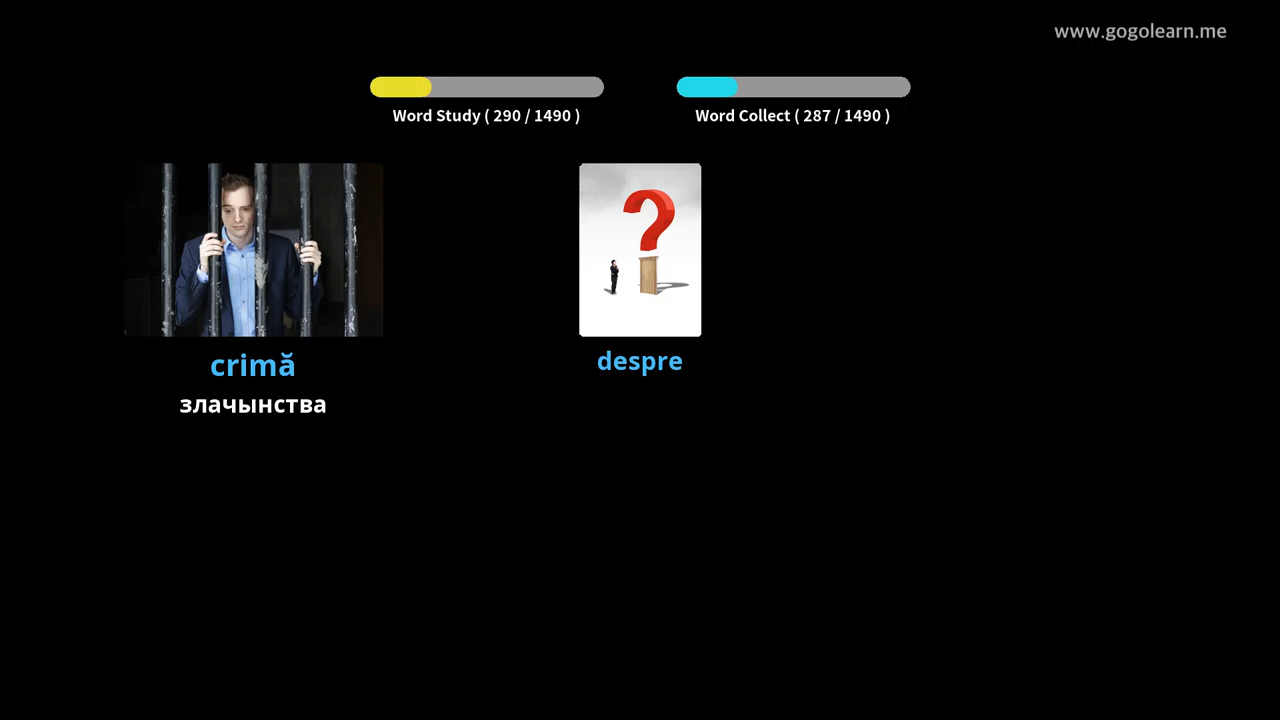 www.gogolearn.me
Word Study ( 290 / 1490 )
Word Collect ( 287 / 1490 )
crimă
злачынства
despre